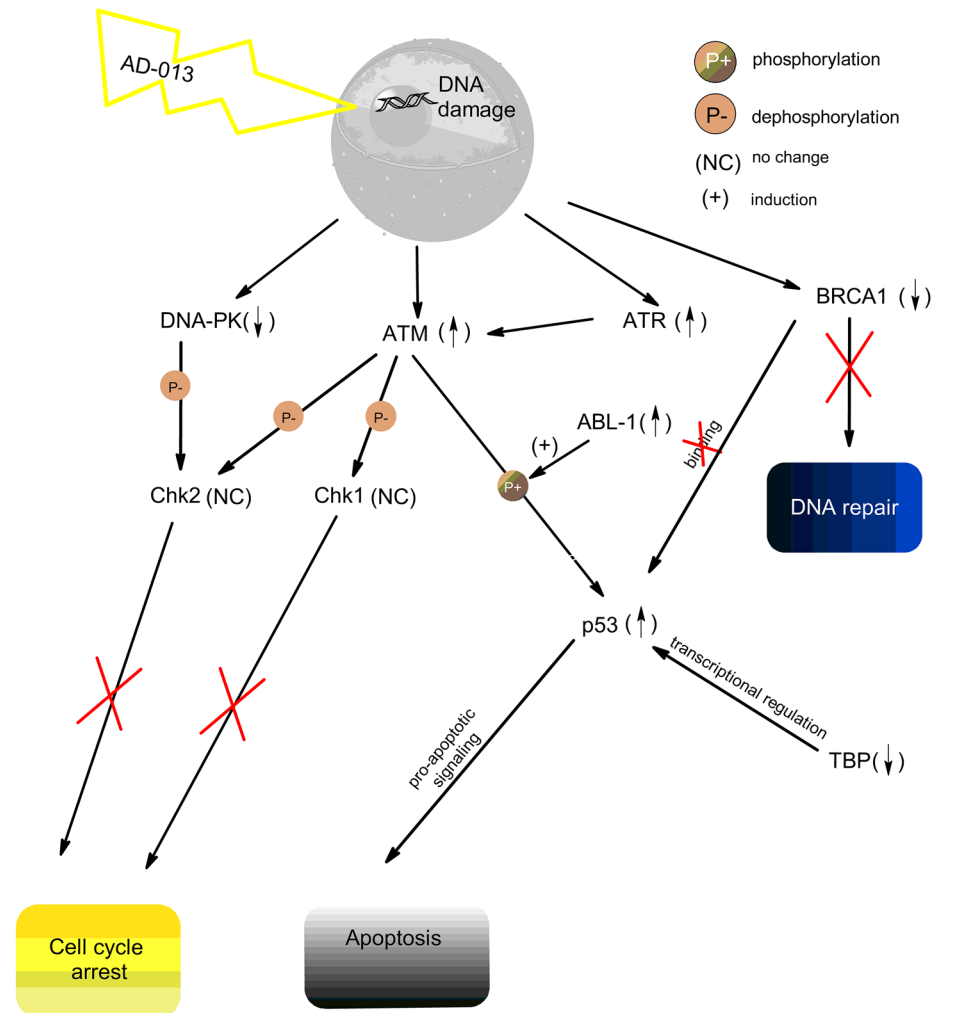 AD-013
DNA
damage
P+ phosphorylation
P- dephosphorylation
(NC) no change
(+) induction
BRCA1 (↓)
DNA-PK(↓)
ATM (↑)
ATR (↑)
P-
P-
P-
ABL-1(↑)
(+)
binding
P+
Chk2 (NC)
Chk1 (NC)
DNA repair
p53 (↑)
transcriptional regulation
TBP(↓)
pro-apoptotic
signaling
Cell cycle
arrest
Apoptosis